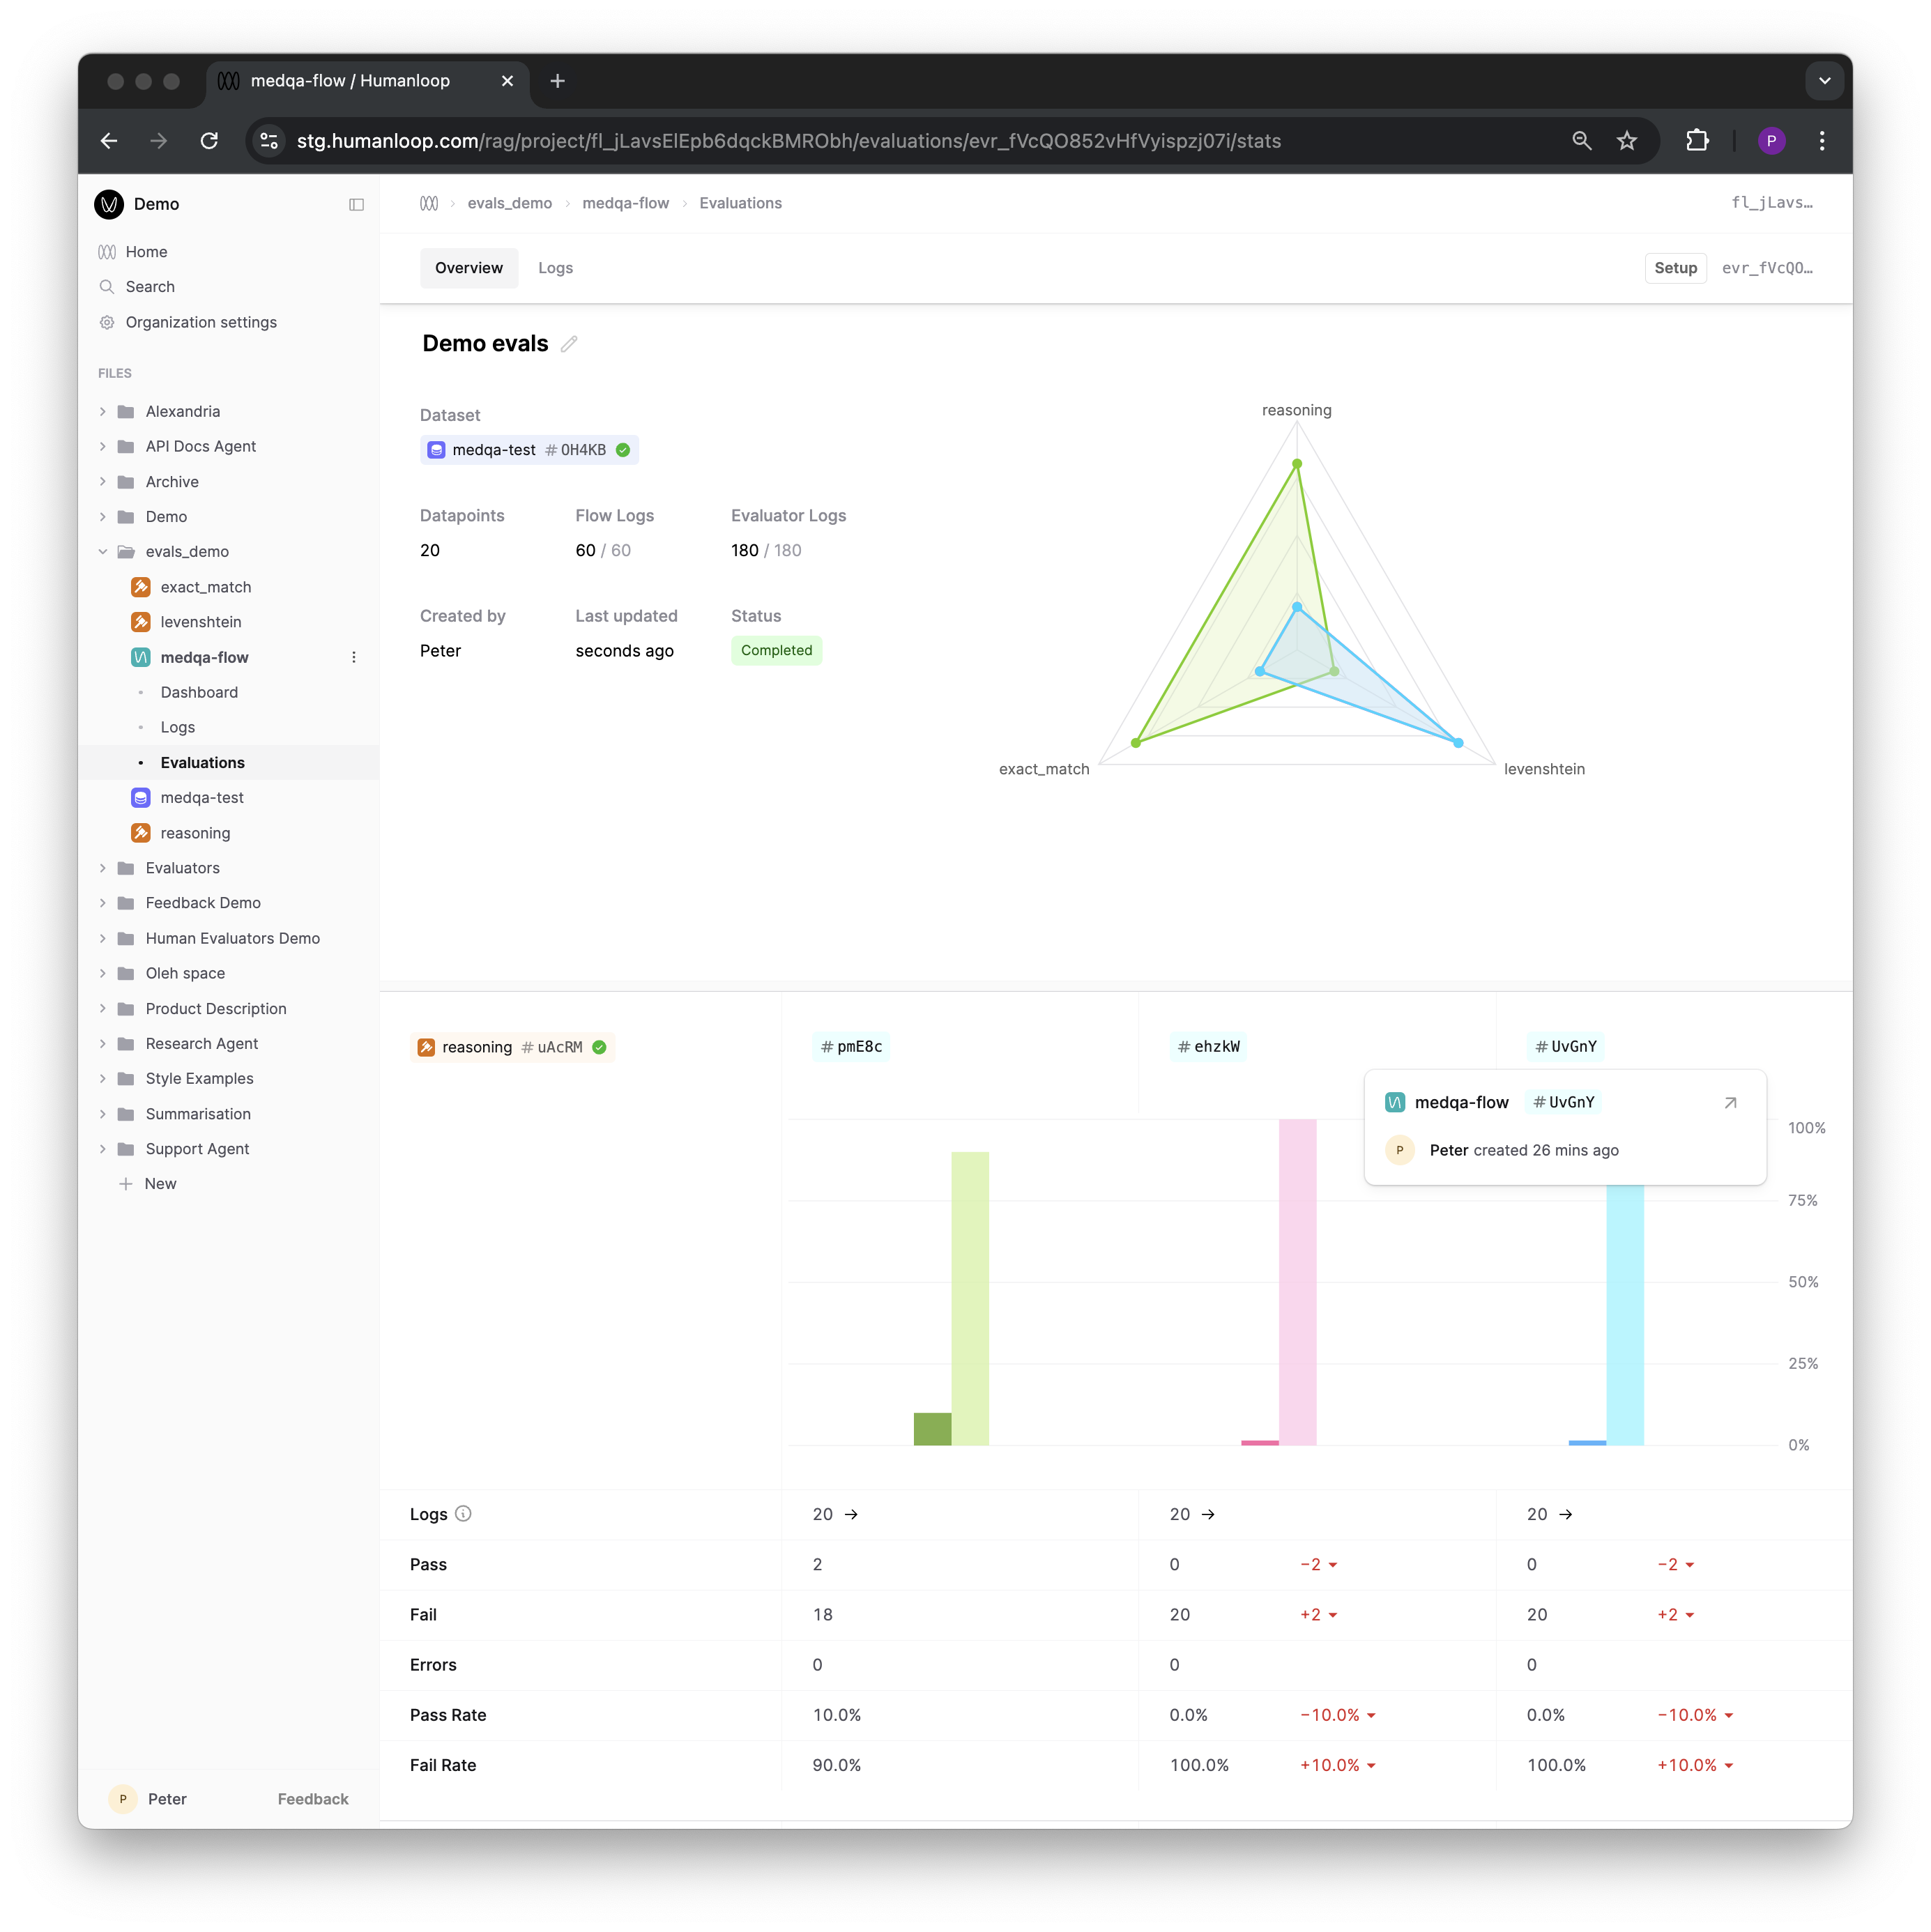 medqa-flow / Humanloop
stg.humanloop.com/rag/project/fl_jLavsElEpb6dqckBMRObh/evaluations/evr_fVcQO852vHfVyispzj07i/stats
P
Demo
Home
Search
Organization settings
FILES
Alexandria
API Docs Agent
Archive
Demo
evals_demo
exact_match
levenshtein
medqa-flow
Dashboard
Logs
Evaluations
medqa-test
reasoning
Evaluators
Feedback Demo
Human Evaluators Demo
Oleh space
Product Description
Research Agent
Style Examples
Summarisation
Support Agent
New
P Peter Feedback
evals_demo > medqa-flow > Evaluations fl_jLavs…
Overview Logs Setup evr_fVcQO…
Demo evals
Dataset
medqa-test # OH4KB
Datapoints Flow Logs Evaluator Logs
20 60 / 60 180 / 180
Created by Last updated Status
Peter seconds ago Completed
reasoning
exact_match levenshtein
reasoning # uAcRM # pmE8c # ehzkW # UvGnY
medqa-flow # UvGnY
P Peter created 26 mins ago
100%
75%
50%
25%
0%
Logs 20 → 20 → 20 →
Pass 2 0 −2 0 −2
Fail 18 20 +2 20 +2
Errors 0 0 0
Pass Rate 10.0% 0.0% −10.0% 0.0% −10.0%
Fail Rate 90.0% 100.0% +10.0% 100.0% +10.0%